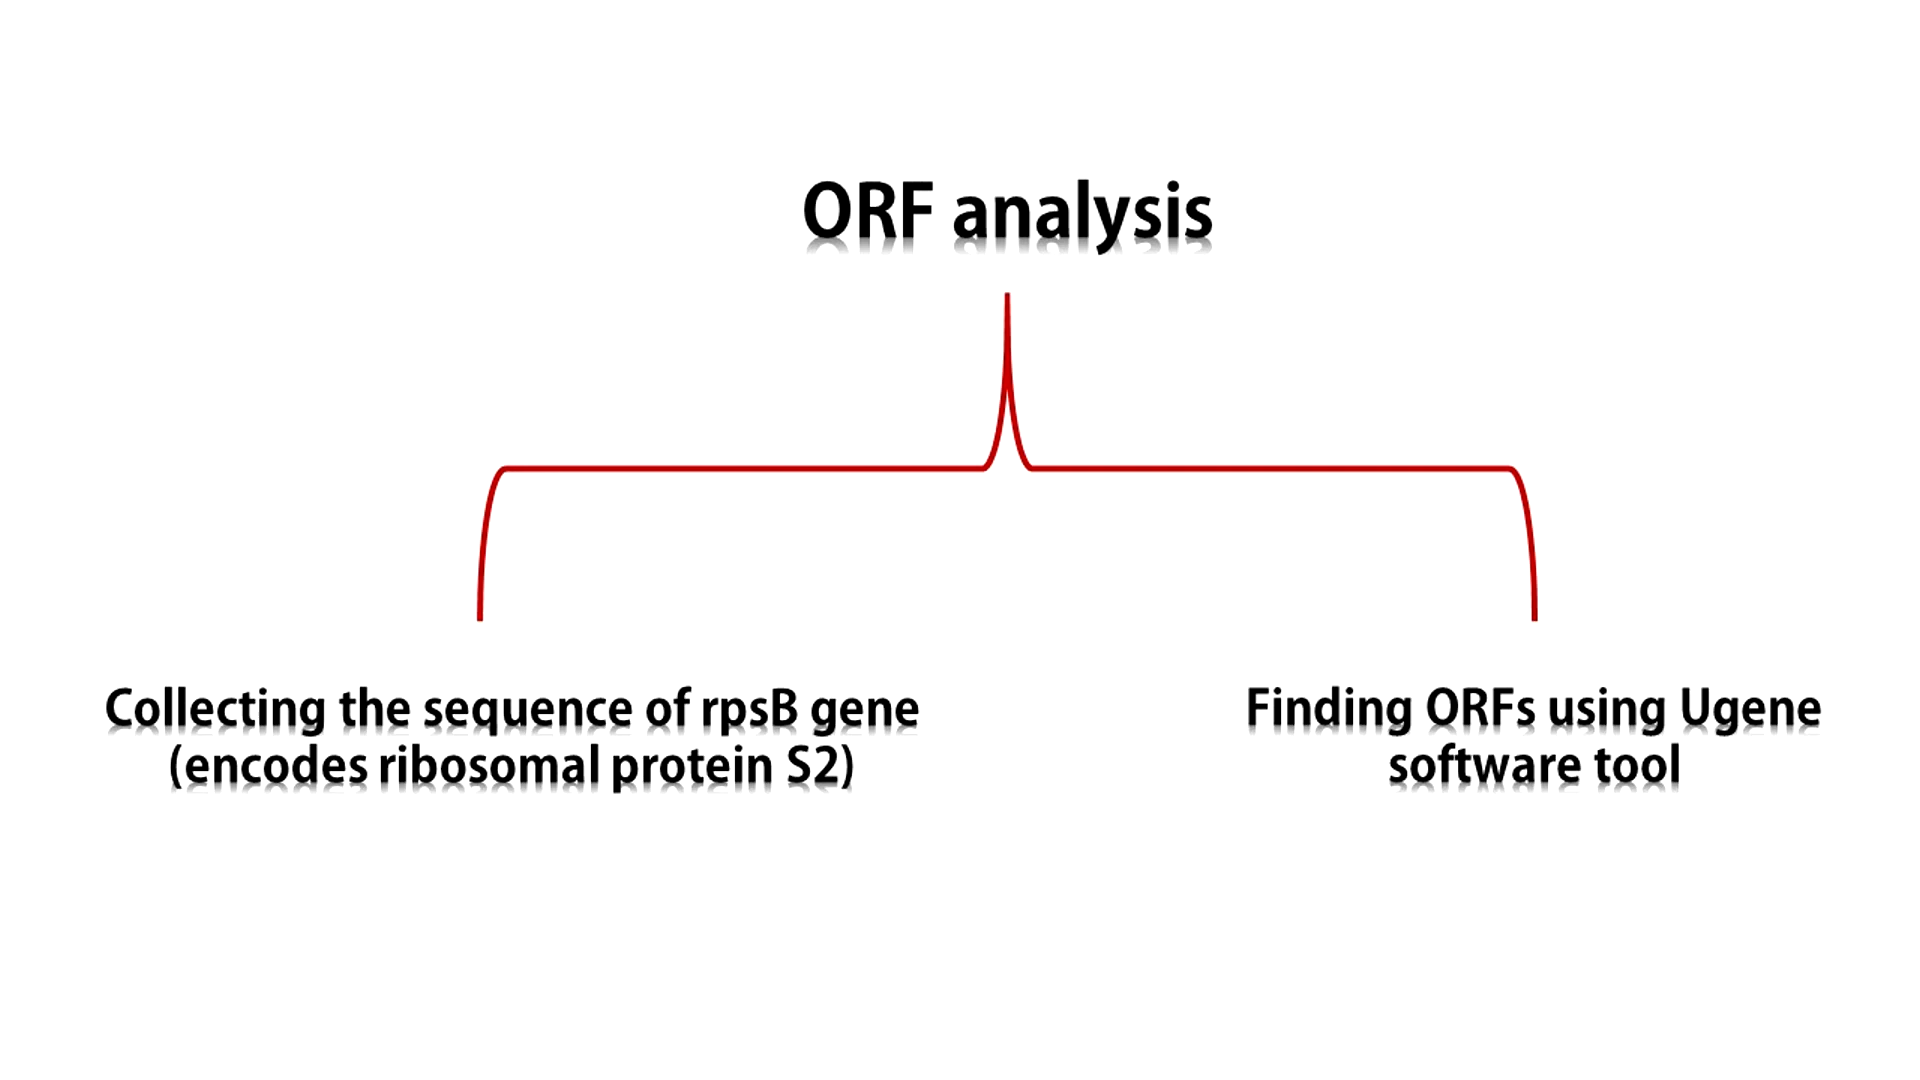 ORF analysis
Collecting the sequence of rpsB gene
(encodes ribosomal protein S2)
Finding ORFs using Ugene
software tool